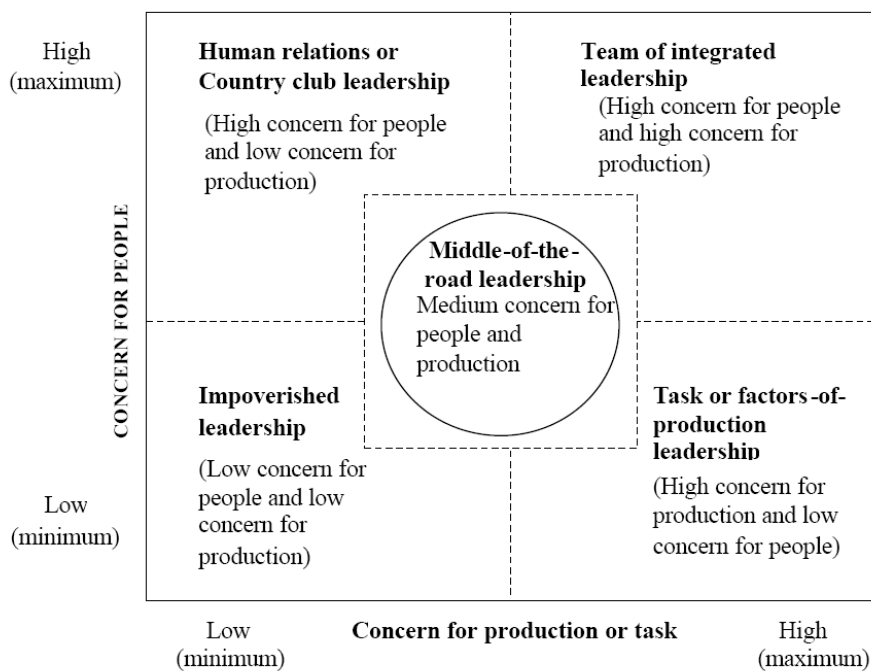 High
(maximum)
Human relations or
Country club leadership
(High concern for people
and low concern for
production)
Team of integrated
leadership
(High concern for people
and high concern for
production)
CONCERN FOR PEOPLE
Middle-of-the-
road leadership
Medium concern for
people and
production
Impoverished
leadership
(Low concern for
people and low
concern for
production)
Task or factors-of-
production
leadership
(High concern for
production and low
concern for people)
Low
(minimum)
Low
(minimum)
Concern for production or task
High
(maximum)